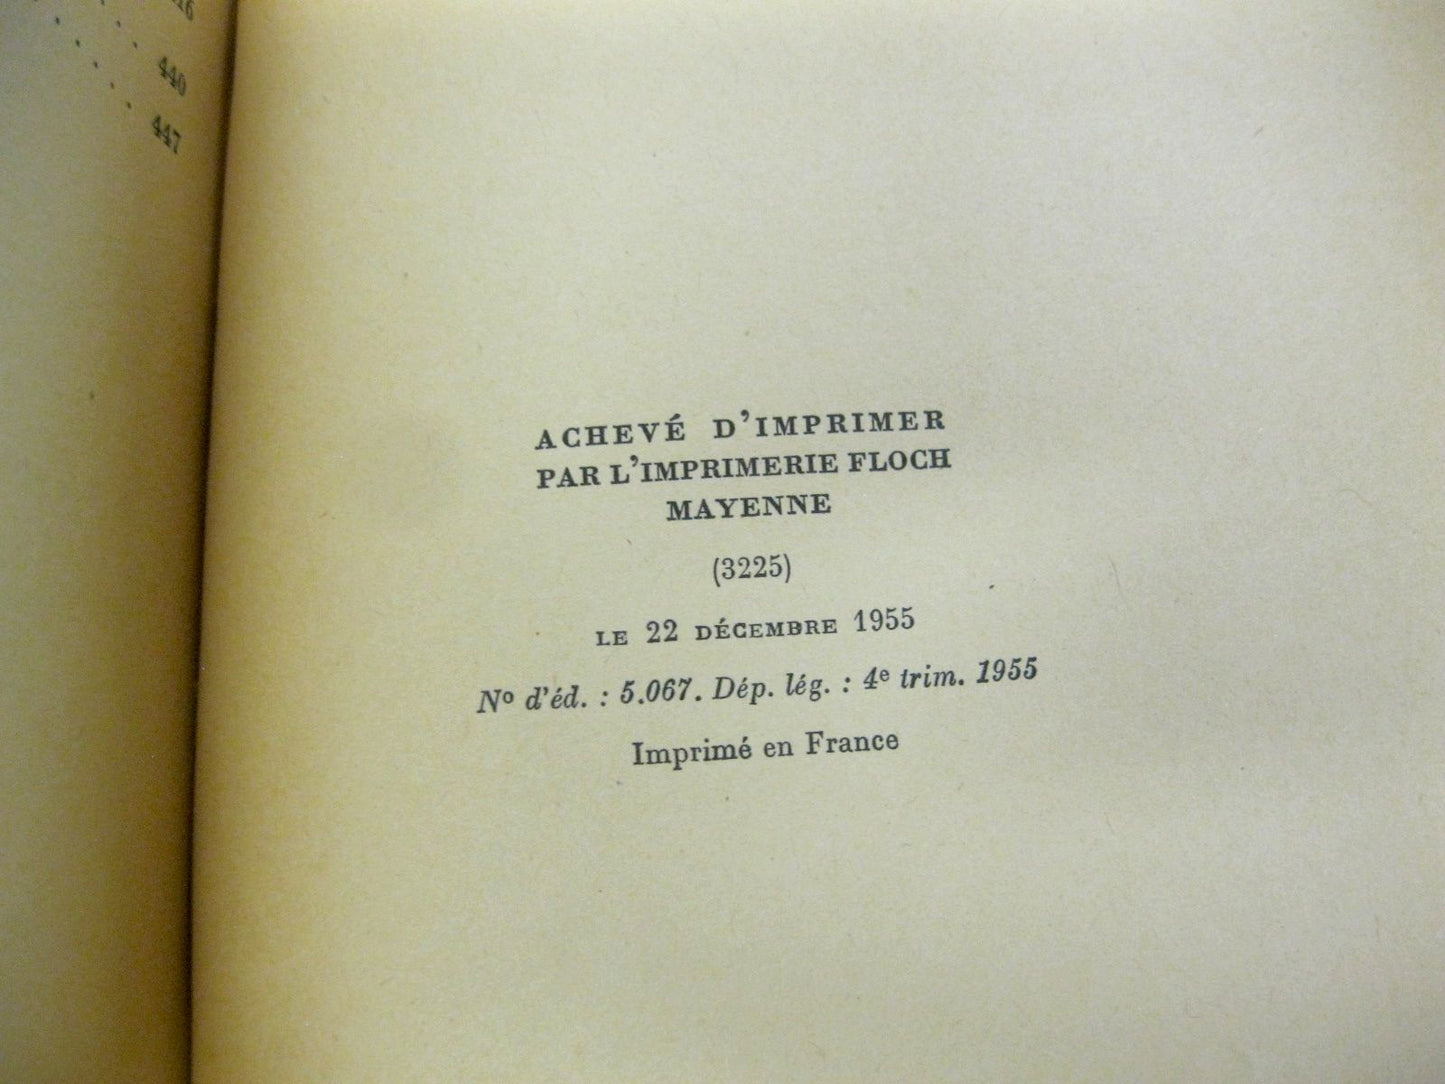 440
447
ACHEVÉ D'IMPRIMER
PAR L'IMPRIMERIE FLOCH
MAYENNE
(3225)
LE 22 DÉCEMBRE 1955
Nº d'éd. : 5.067. Dép. lég. : 4e trim. 1955
Imprimé en France